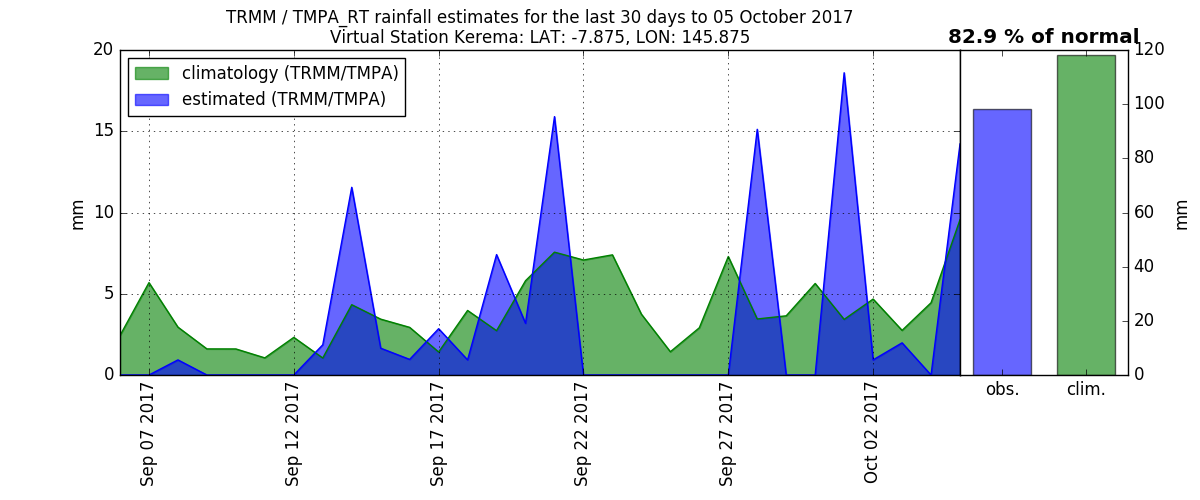 TRMM / TMPA_RT rainfall estimates for the last 30 days to 05 October 2017
Virtual Station Kerema: LAT: -7.875, LON: 145.875
82.9 % of normal
climatology (TRMM/TMPA)
estimated (TRMM/TMPA)
20
15
10
5
0
mm
120
100
80
60
40
20
0
mm
Sep 07 2017
Sep 12 2017
Sep 17 2017
Sep 22 2017
Sep 27 2017
Oct 02 2017
obs.
clim.